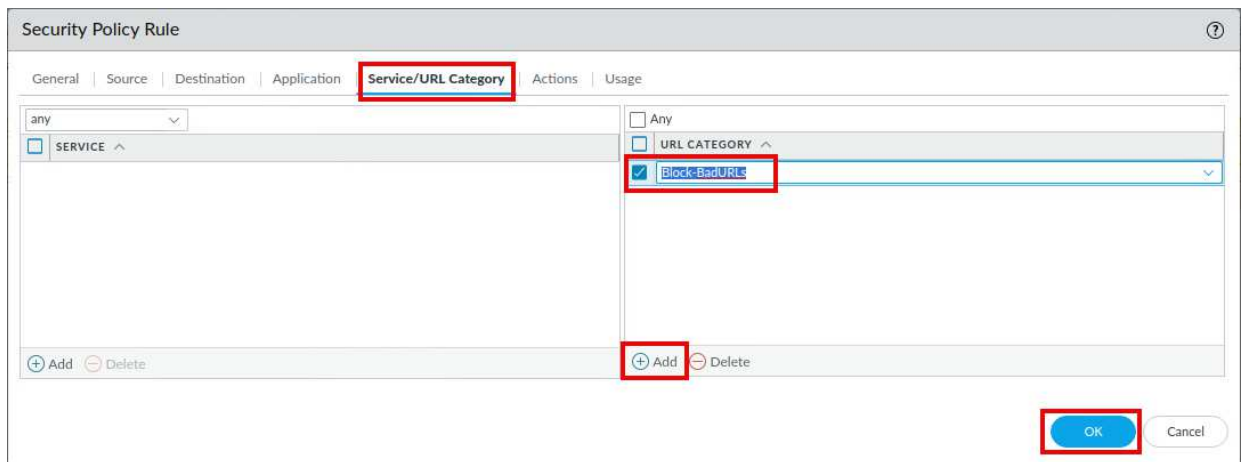 Security Policy Rule
General Source Destination Application Service/URL Category Actions Usage
any Any
SERVICE URL CATEGORY
Block-BadURLs
Add Delete Add Delete
OK Cancel